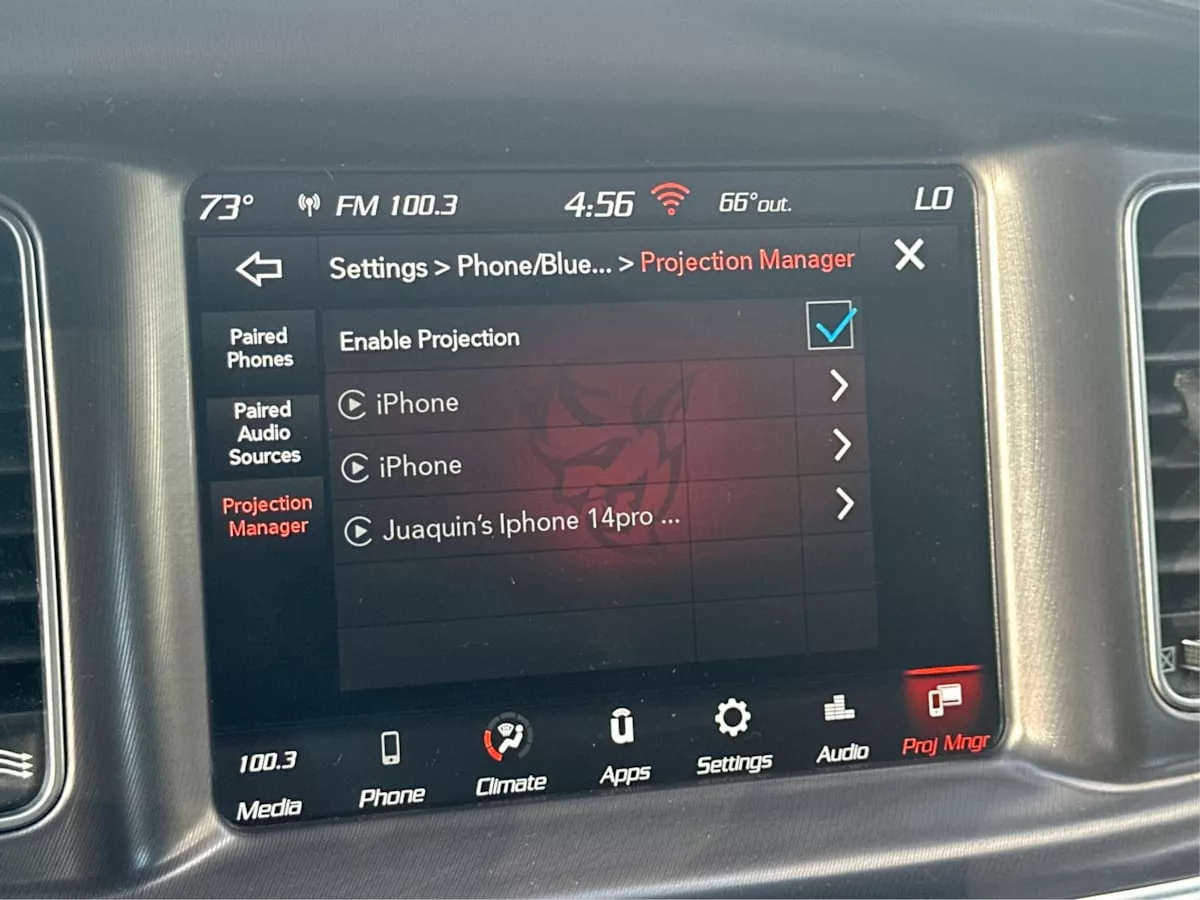 73° FM 100.3 4:56 66°out. LO
Settings > Phone/Blue... > Projection Manager
Paired
Phones
Enable Projection
iPhone
Paired
Audio
Sources
iPhone
Projection
Manager
Juaquin's Iphone 14pro ...
100.3
Media
Phone
Climate
Apps
Settings
Audio
Proj Mngr